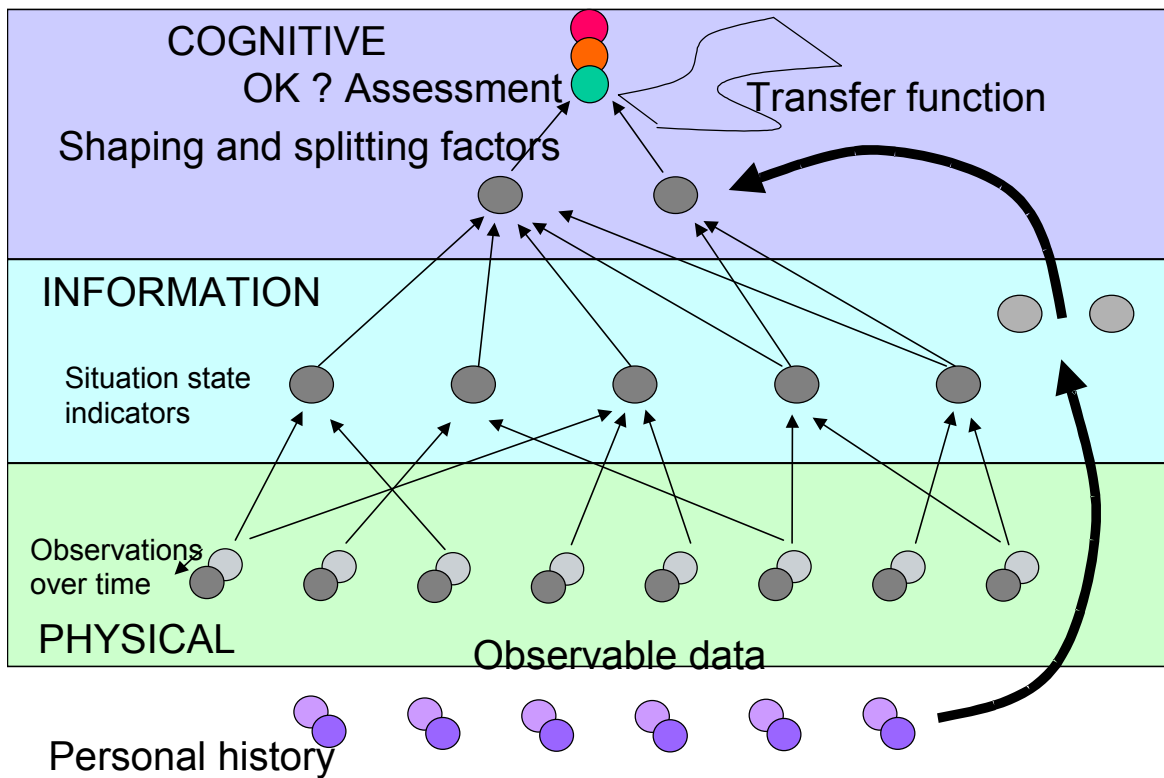 COGNITIVE
OK ? Assessment
Transfer function
Shaping and splitting factors
INFORMATION
Situation state
indicators
Observations
over time
PHYSICAL
Observable data
Personal history